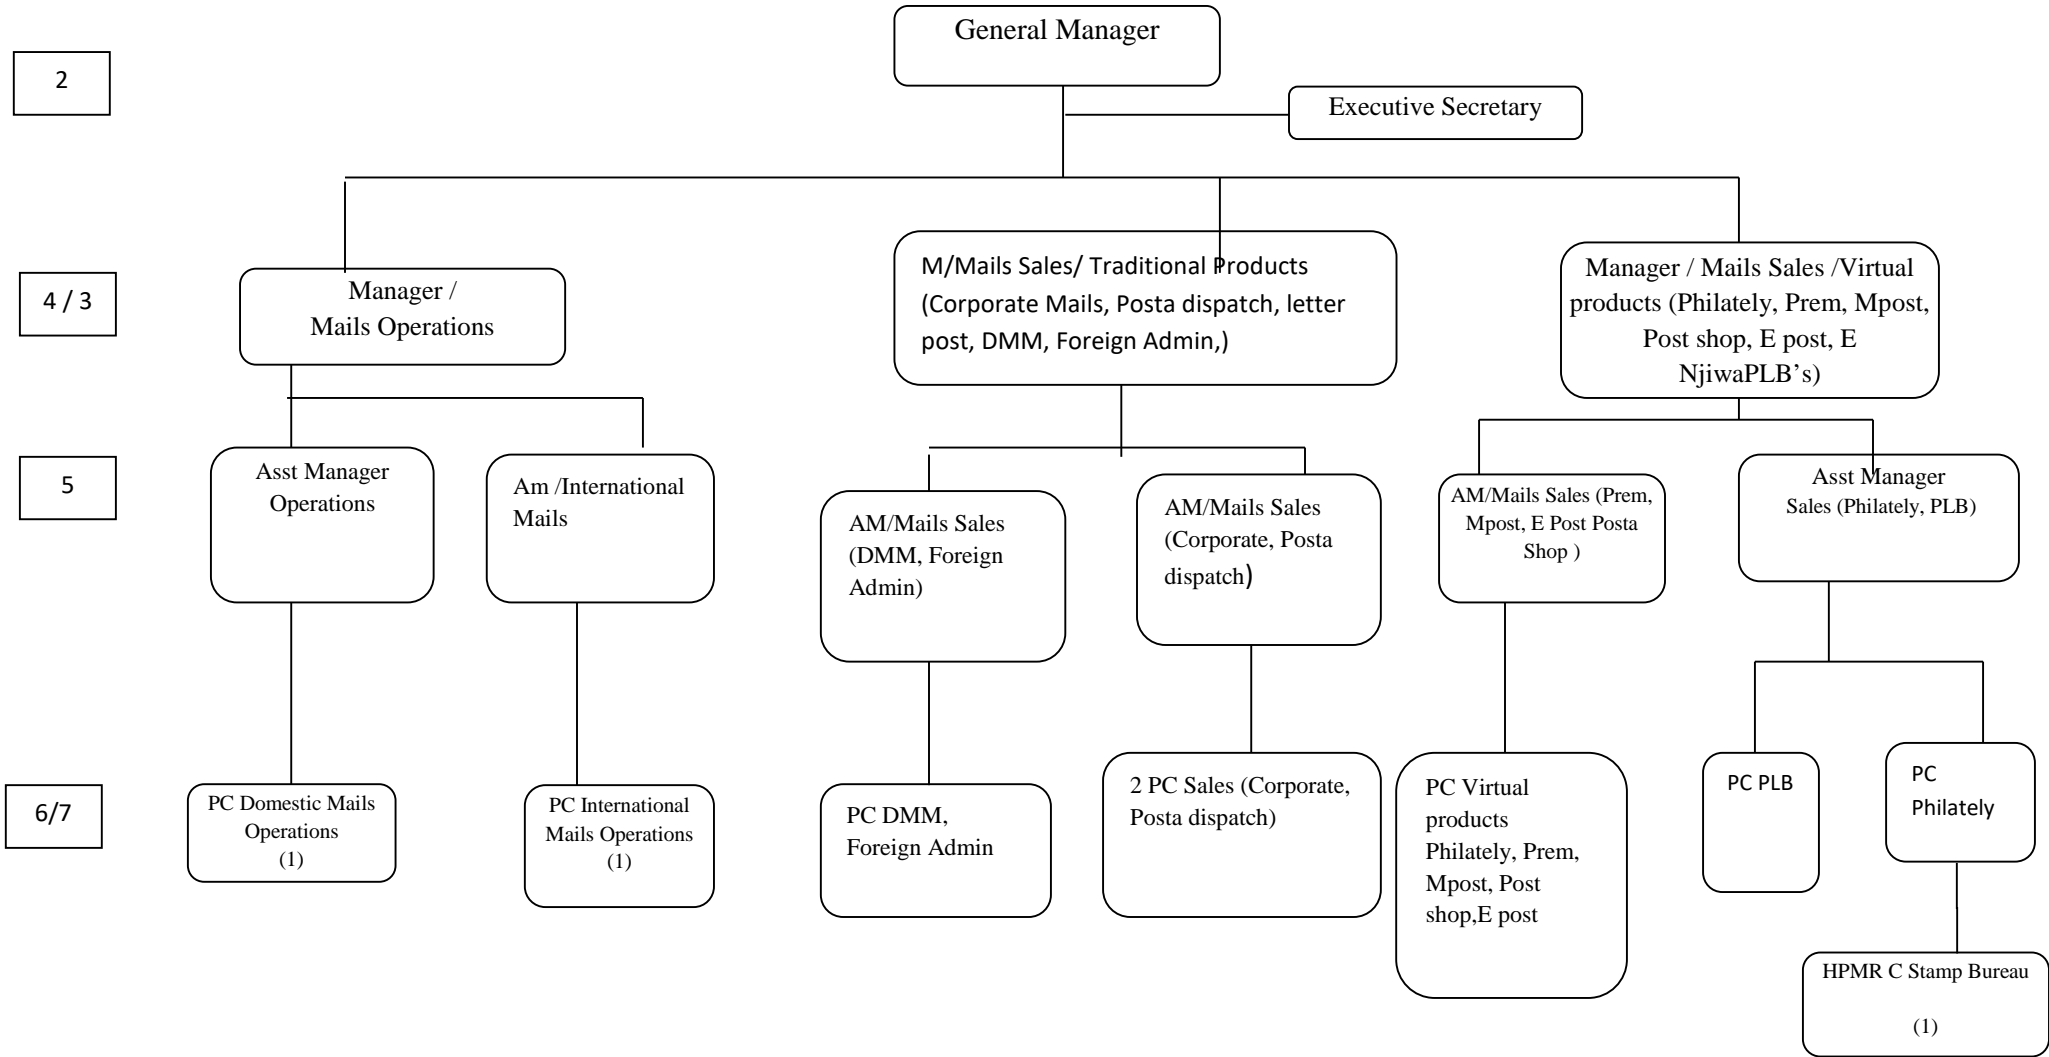 General Manager
2
Executive Secretary
4 / 3
Manager /
Mails Operations
M/Mails Sales/ Traditional Products
(Corporate Mails, Posta dispatch, letter
post, DMM, Foreign Admin,)
Manager / Mails Sales /Virtual
products (Philately, Prem, Mpost,
Post shop, E post, E
NjiwaPLB’s)
5
Asst Manager
Operations
Am /International
Mails
AM/Mails Sales
(DMM, Foreign
Admin)
AM/Mails Sales
(Corporate, Posta
dispatch)
AM/Mails Sales (Prem,
Mpost, E Post Posta
Shop )
Asst Manager
Sales (Philately, PLB)
6/7
PC Domestic Mails
Operations
(1)
PC International
Mails Operations
(1)
PC DMM,
Foreign Admin
2 PC Sales (Corporate,
Posta dispatch)
PC Virtual
products
Philately, Prem,
Mpost, Post
shop,E post
PC PLB
PC
Philately
HPMR C Stamp Bureau
(1)